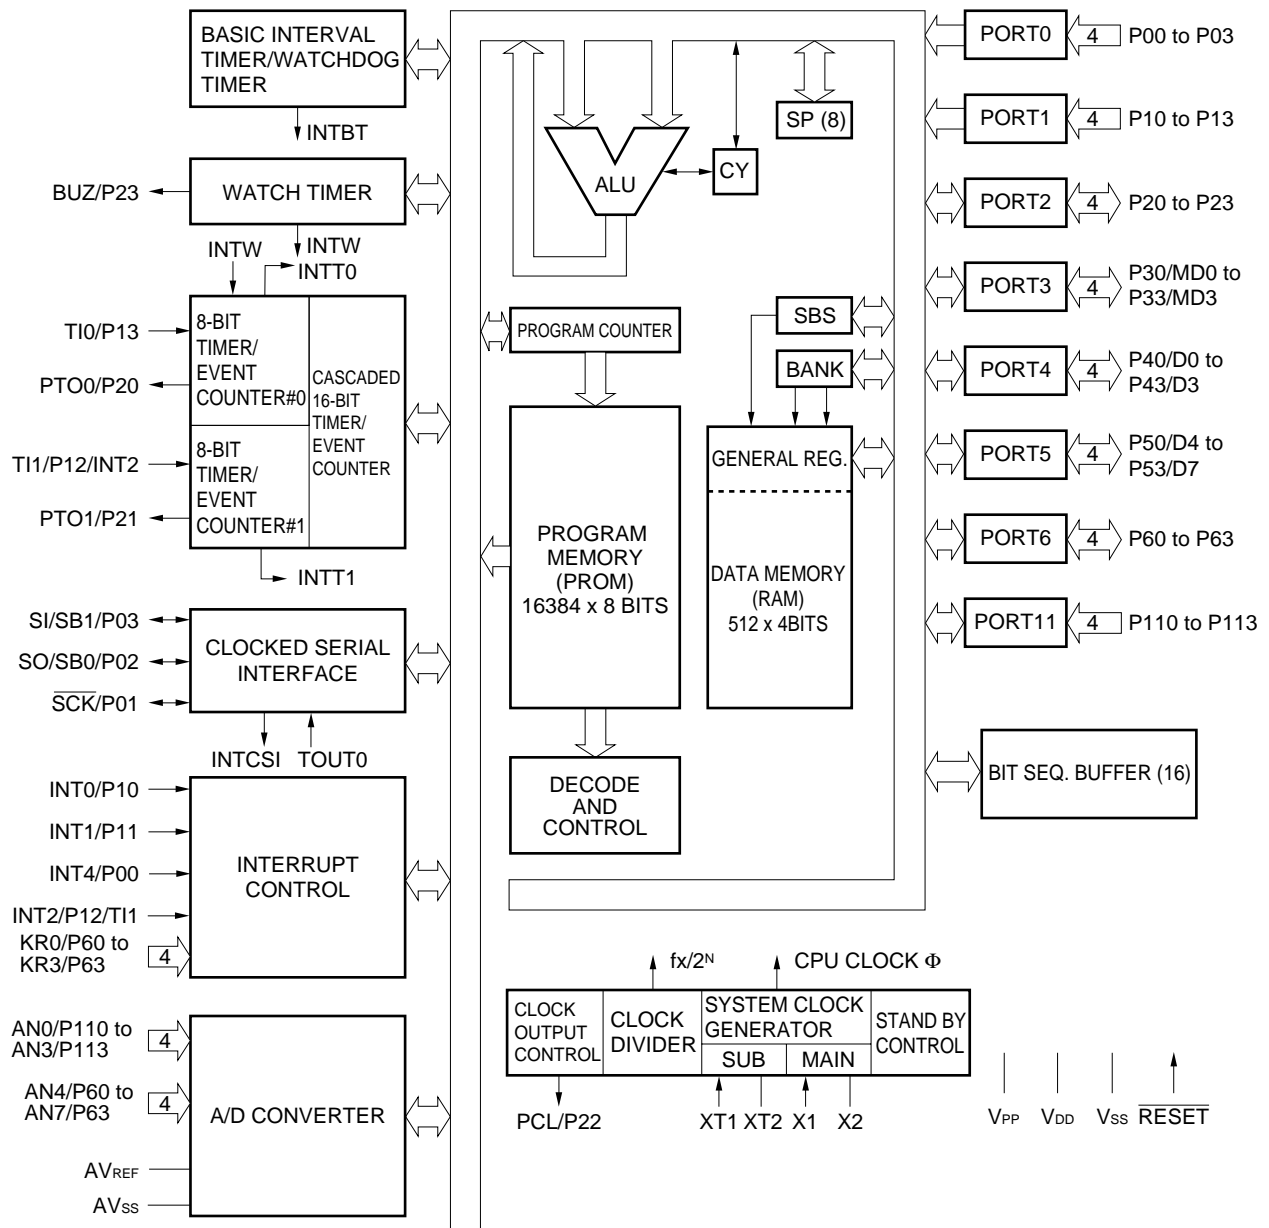 BASIC INTERVAL
TIMER/WATCHDOG
TIMER
INTBT
BUZ/P23
WATCH TIMER
INTW
INTW
INTT0
TI0/P13
PTO0/P20
8-BIT
TIMER/
EVENT
COUNTER#0
CASCADED
16-BIT
TIMER/
EVENT
COUNTER
TI1/P12/INT2
PTO1/P21
8-BIT
TIMER/
EVENT
COUNTER#1
INTT1
SI/SB1/P03
SO/SB0/P02
SCK/P01
CLOCKED SERIAL
INTERFACE
INTCSI
TOUT0
INT0/P10
INT1/P11
INT4/P00
INT2/P12/TI1
KR0/P60 to
KR3/P63
4
INTERRUPT
CONTROL
AN0/P110 to
AN3/P113
4
AN4/P60 to
AN7/P63
4
AVREF
AVSS
A/D CONVERTER
ALU
CY
SP (8)
PROGRAM COUNTER
PROGRAM
MEMORY
(PROM)
16384 x 8 BITS
DECODE
AND
CONTROL
SBS
BANK
GENERAL REG.
DATA MEMORY
(RAM)
512 x 4BITS
PORT0
4
P00 to P03
PORT1
4
P10 to P13
PORT2
4
P20 to P23
PORT3
4
P30/MD0 to
P33/MD3
PORT4
4
P40/D0 to
P43/D3
PORT5
4
P50/D4 to
P53/D7
PORT6
4
P60 to P63
PORT11
4
P110 to P113
BIT SEQ. BUFFER (16)
fx/2N
CPU CLOCK Φ
CLOCK
OUTPUT
CONTROL
CLOCK
DIVIDER
SYSTEM CLOCK
GENERATOR
SUB
MAIN
STAND BY
CONTROL
PCL/P22
XT1
XT2
X1
X2
VPP
VDD
VSS
RESET